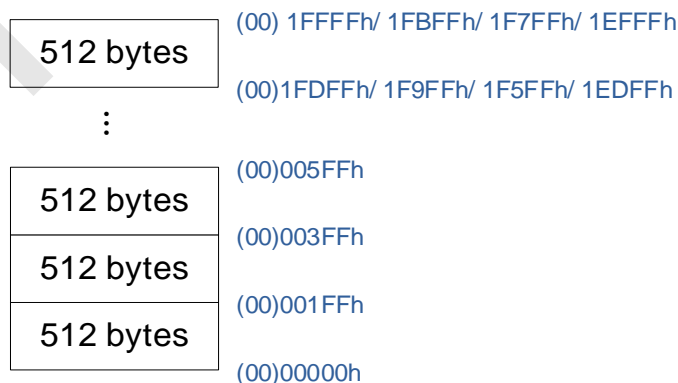 (00) 1FFFFh/ 1FBFFh/ 1F7FFh/ 1EFFFh
512 bytes
(00)1FDFFh/ 1F9FFh/ 1F5FFh/ 1EDFFh
⋮
(00)005FFh
512 bytes
(00)003FFh
512 bytes
(00)001FFh
512 bytes
(00)00000h